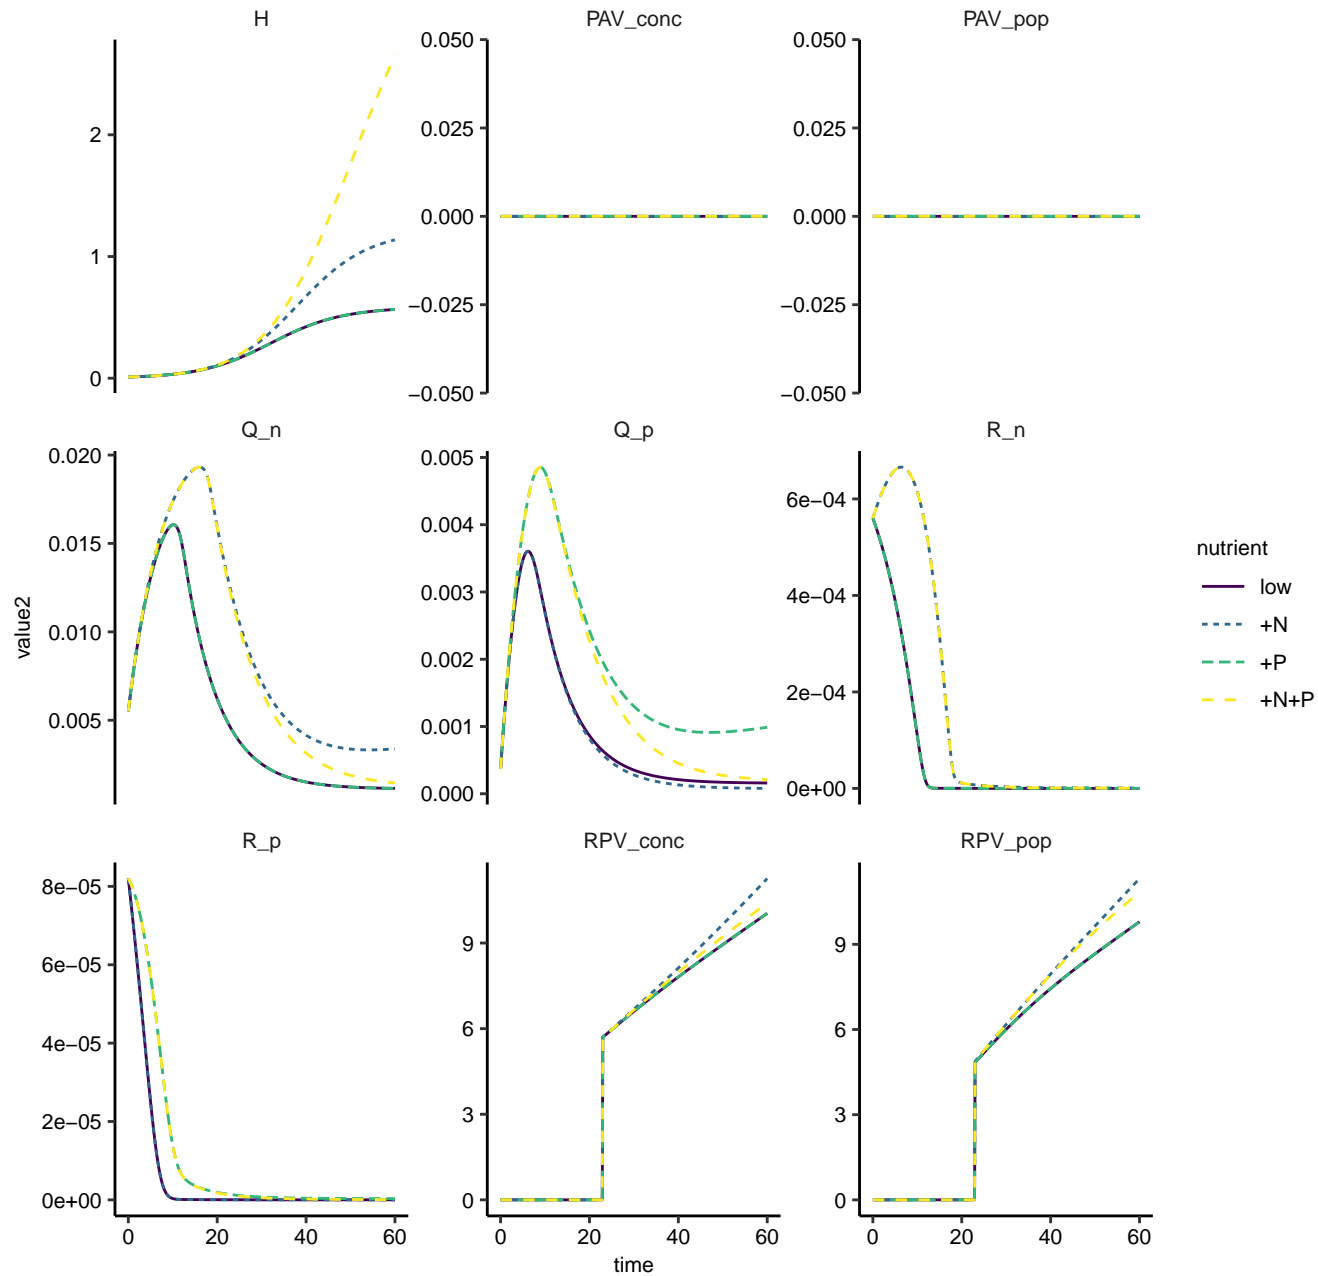 H
PAV_conc
PAV_pop
2
1
0
0.050
0.025
0.000
−0.025
−0.050
0.050
0.025
0.000
−0.025
−0.050
Q_n
Q_p
R_n
0.020
0.015
0.010
0.005
0.005
0.004
0.003
0.002
0.001
0.000
6e−04
4e−04
2e−04
0e+00
R_p
RPV_conc
RPV_pop
8e−05
6e−05
4e−05
2e−05
0e+00
9
6
3
0
9
6
3
0
0 20 40 60
0 20 40 60
0 20 40 60
time
value2
nutrient
low
+N
+P
+N+P